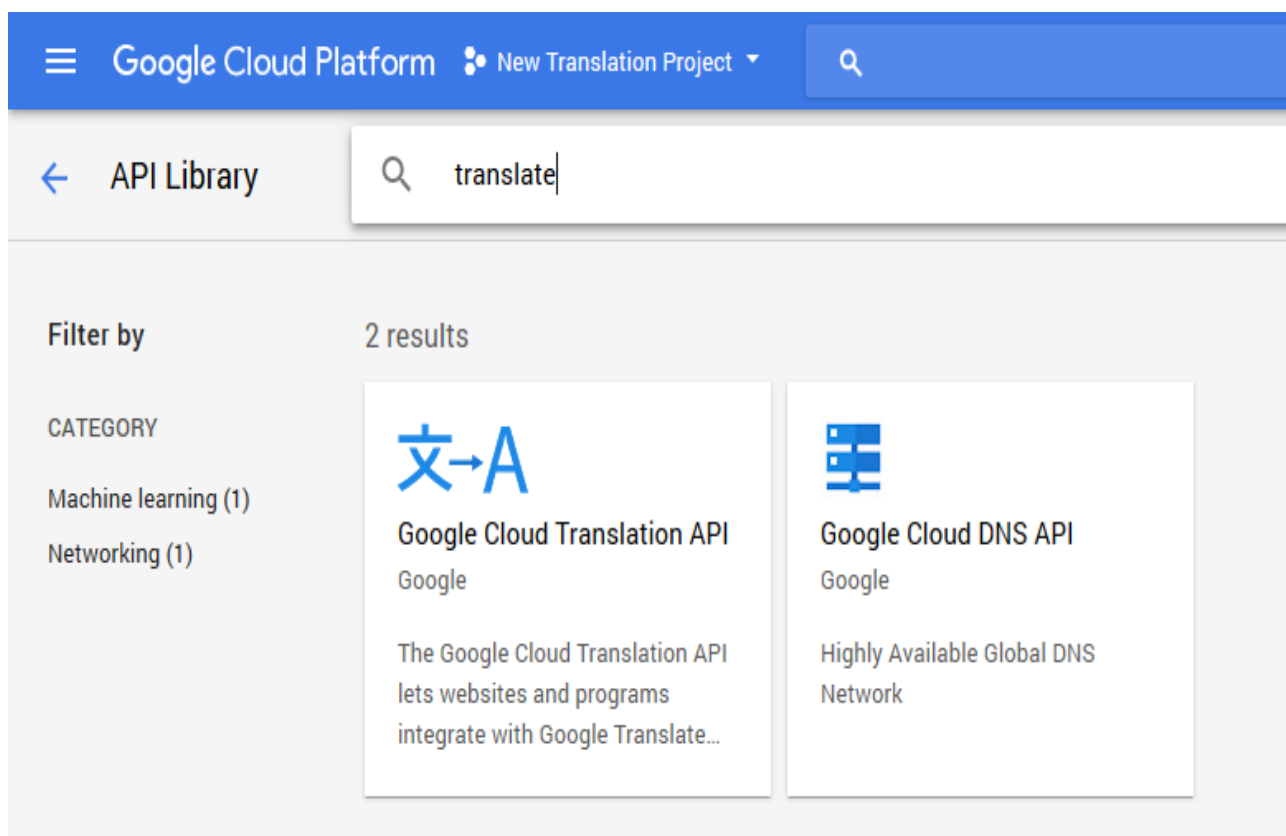 Google Cloud Platform New Translation Project
API Library
translate
Filter by
2 results
CATEGORY
Machine learning (1)
Networking (1)
文→A
Google Cloud Translation API
Google
The Google Cloud Translation API
lets websites and programs
integrate with Google Translate...
Google Cloud DNS API
Google
Highly Available Global DNS
Network